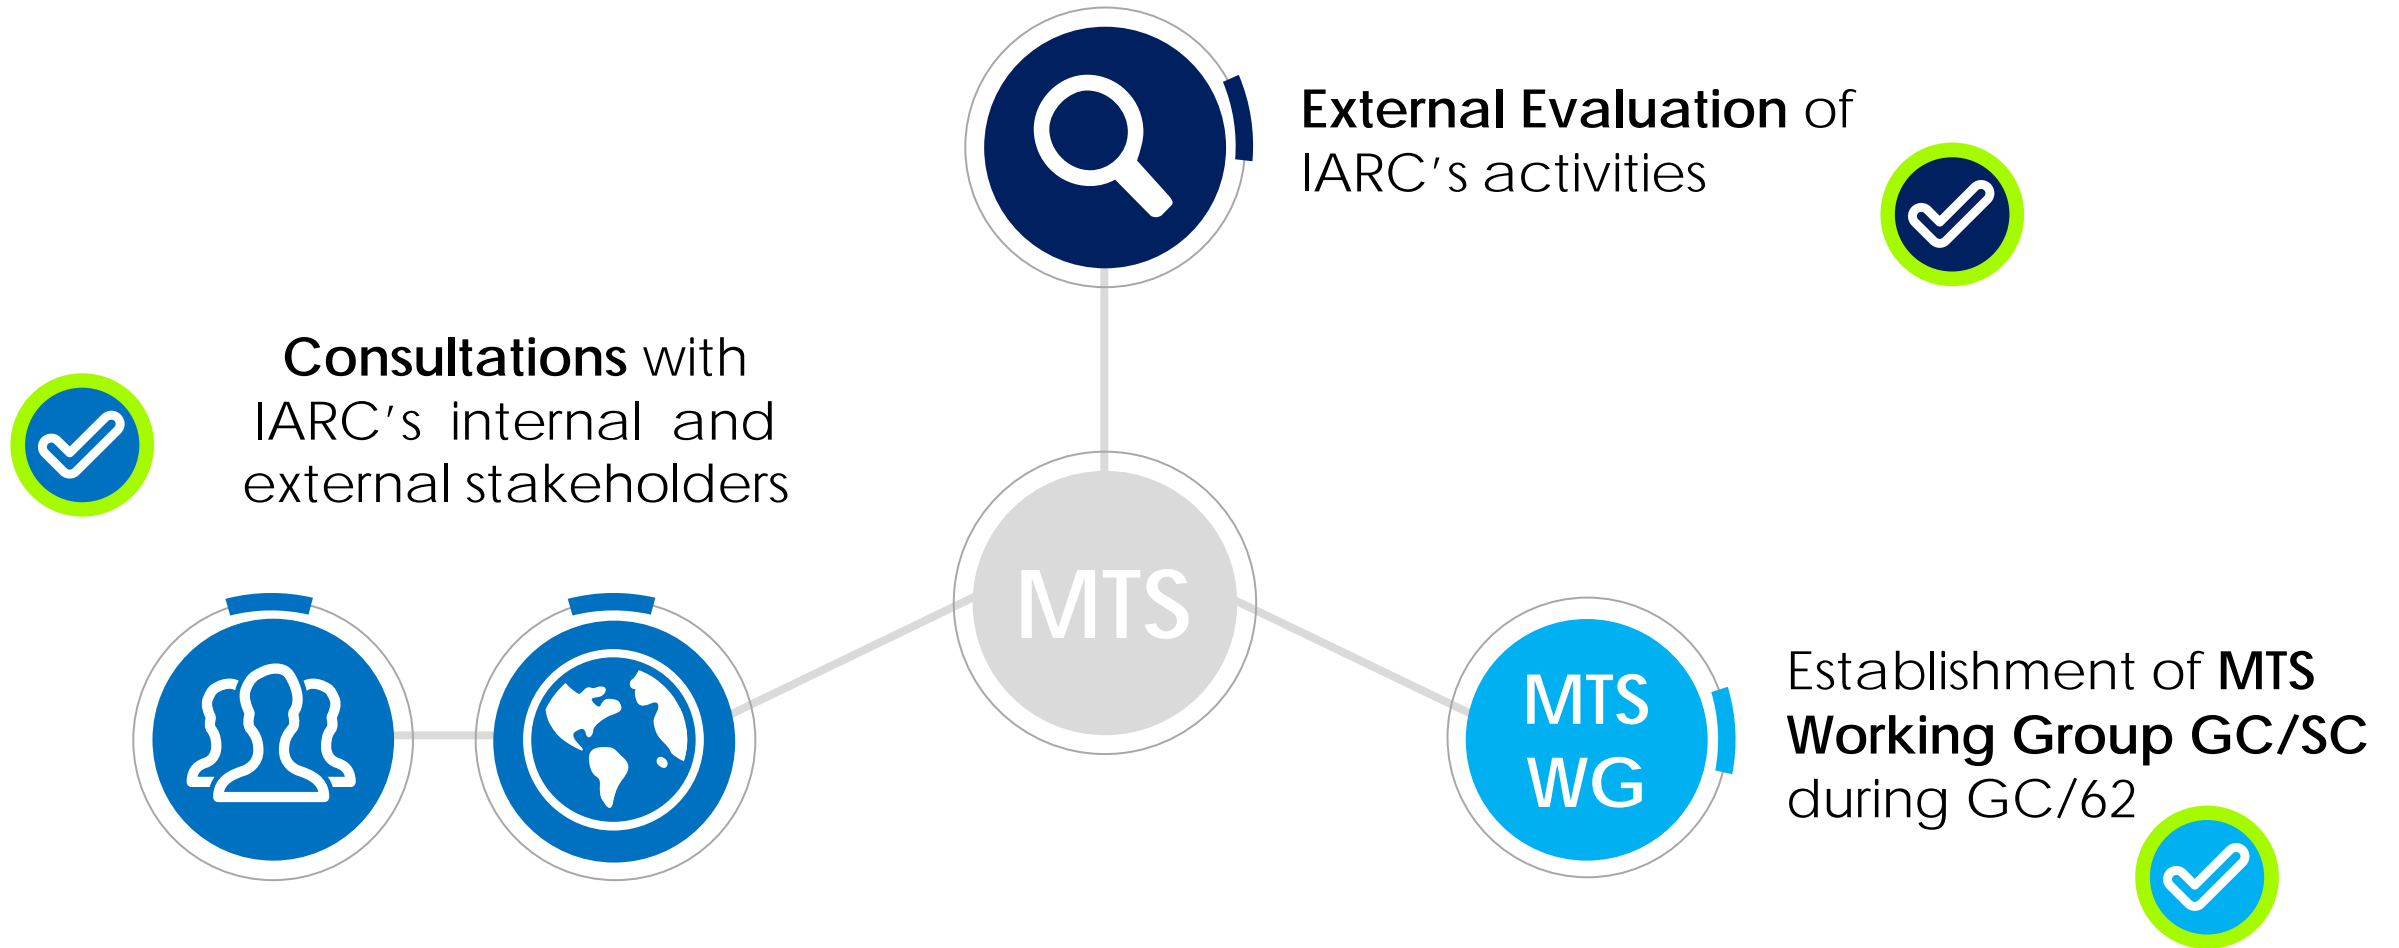 External Evaluation of
IARC's activities
Consultations with
IARC's internal and
external stakeholders
MTS
MTS
WG
Establishment of MTS
Working Group GC/SC
during GC/62